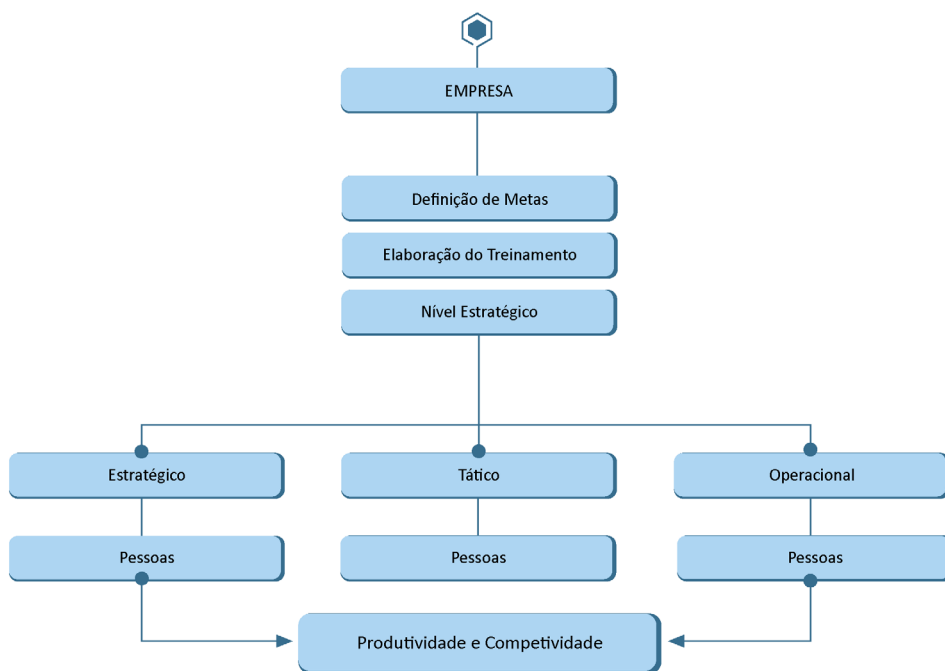 EMPRESA
Definição de Metas
Elaboração do Treinamento
Nível Estratégico
Estratégico
Tático
Operacional
Pessoas
Pessoas
Pessoas
Produtividade e Competividade